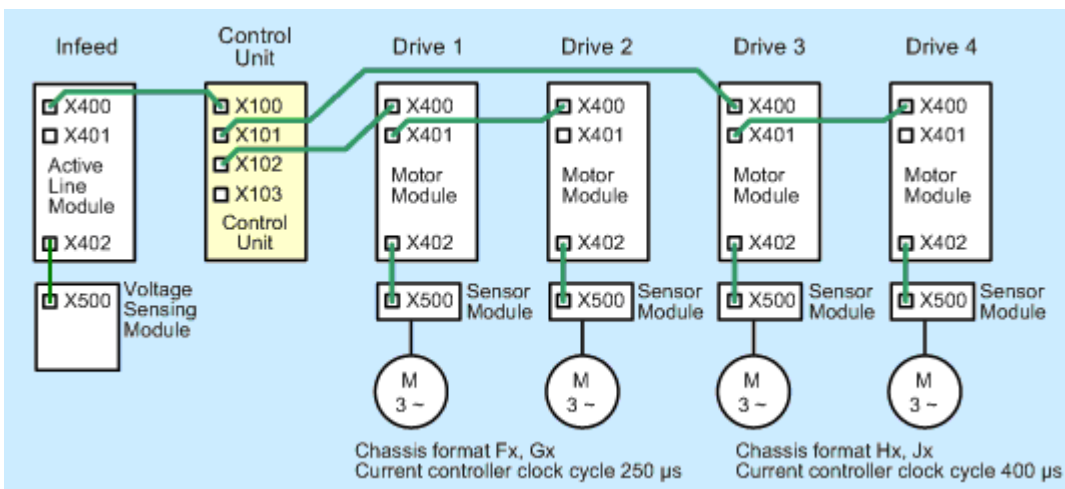 Infeed
Control
Unit
Drive 1
Drive 2
Drive 3
Drive 4
X400
X401
Active
Line
Module
X402
X500
Voltage
Sensing
Module
X100
X101
X102
X103
Control
Unit
X400
X401
Motor
Module
X402
X500
Sensor
Module
M
3 ~
X400
X401
Motor
Module
X402
X500
Sensor
Module
M
3 ~
X400
X401
Motor
Module
X402
X500
Sensor
Module
M
3 ~
X400
X401
Motor
Module
X402
X500
Sensor
Module
M
3 ~
Chassis format Fx, Gx
Current controller clock cycle 250 µs
Chassis format Hx, Jx
Current controller clock cycle 400 µs